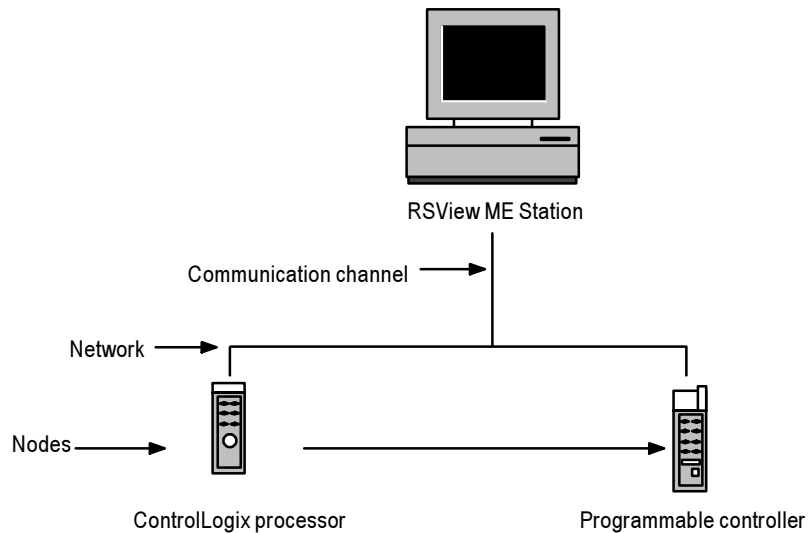 RSView ME Station
Communication channel
Network
Nodes
ControlLogix processor
Programmable controller